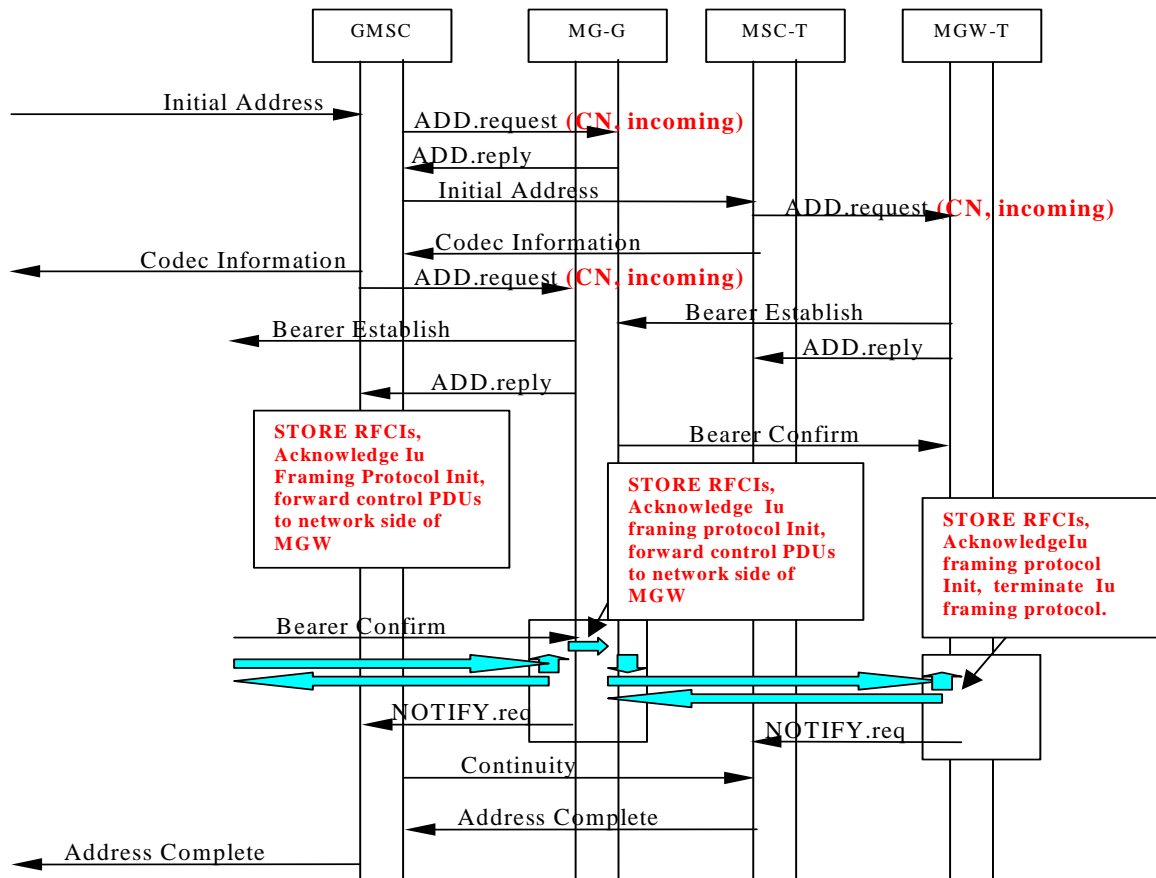 GMSC
MG-G
MSC-T
MGW-T
Initial Address
ADD.request (CN, incoming)
ADD.reply
Initial Address
ADD.request (CN, incoming)
Codec Information
Codec Information
ADD.request (CN, incoming)
Bearer Establish
Bearer Establish
ADD.reply
ADD.reply
STORE RFCIs,
Acknowledge Iu
Framing Protocol Init,
forward control PDUs
to network side of
MGW
Bearer Confirm
STORE RFCIs,
Acknowledge Iu
franing protocol Init,
forward control PDUs
to network side of
MGW
STORE RFCIs,
AcknowledgeIu
framing protocol
Init, terminate Iu
framing protocol.
Bearer Confirm
NOTIFY.req
NOTIFY.req
Continuity
Address Complete
Address Complete